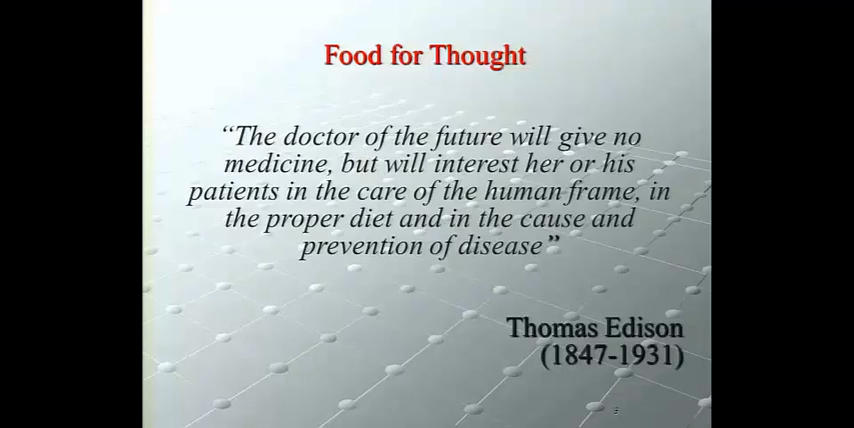 Food for Thought
“The doctor of the future will give no
medicine, but will interest her or his
patients in the care of the human frame, in
the proper diet and in the cause and
prevention of disease”
Thomas Edison
(1847-1931)